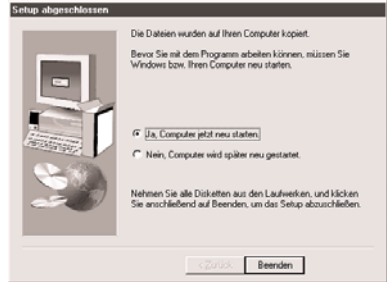 Setup abgeschlossen
Die Dateien wurden auf Ihren Computer kopiert.
Bevor Sie mit dem Programm arbeiten können, müssen Sie
Windows bzw. Ihren Computer neu starten.
Ja, Computer jetzt neu starten.
Nein, Computer wird später neu gestartet.
Nehmen Sie alle Disketten aus den Laufwerken, und klicken
Sie anschließend auf Beenden, um das Setup abzuschließen.
< Zurück
Beenden